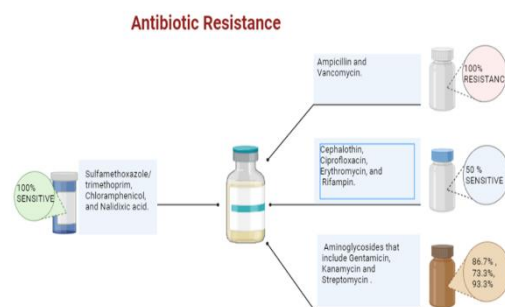 Antibiotic Resistance
Ampicillin and
Vancomycin.
100%
RESISTANC
Cephalothin,
Ciprofloxacin,
Erythromycin, and
Rifampin.
50 %
SENSITIVE
100%
SENSITIVE
Sulfamethoxazole/
trimethoprim,
Chloramphenicol,
and Nalidixic acid.
Aminoglycosides that
include Gentamicin,
Kanamycin and
Streptomycin .
86.7% ,
73.3%,
93.3%